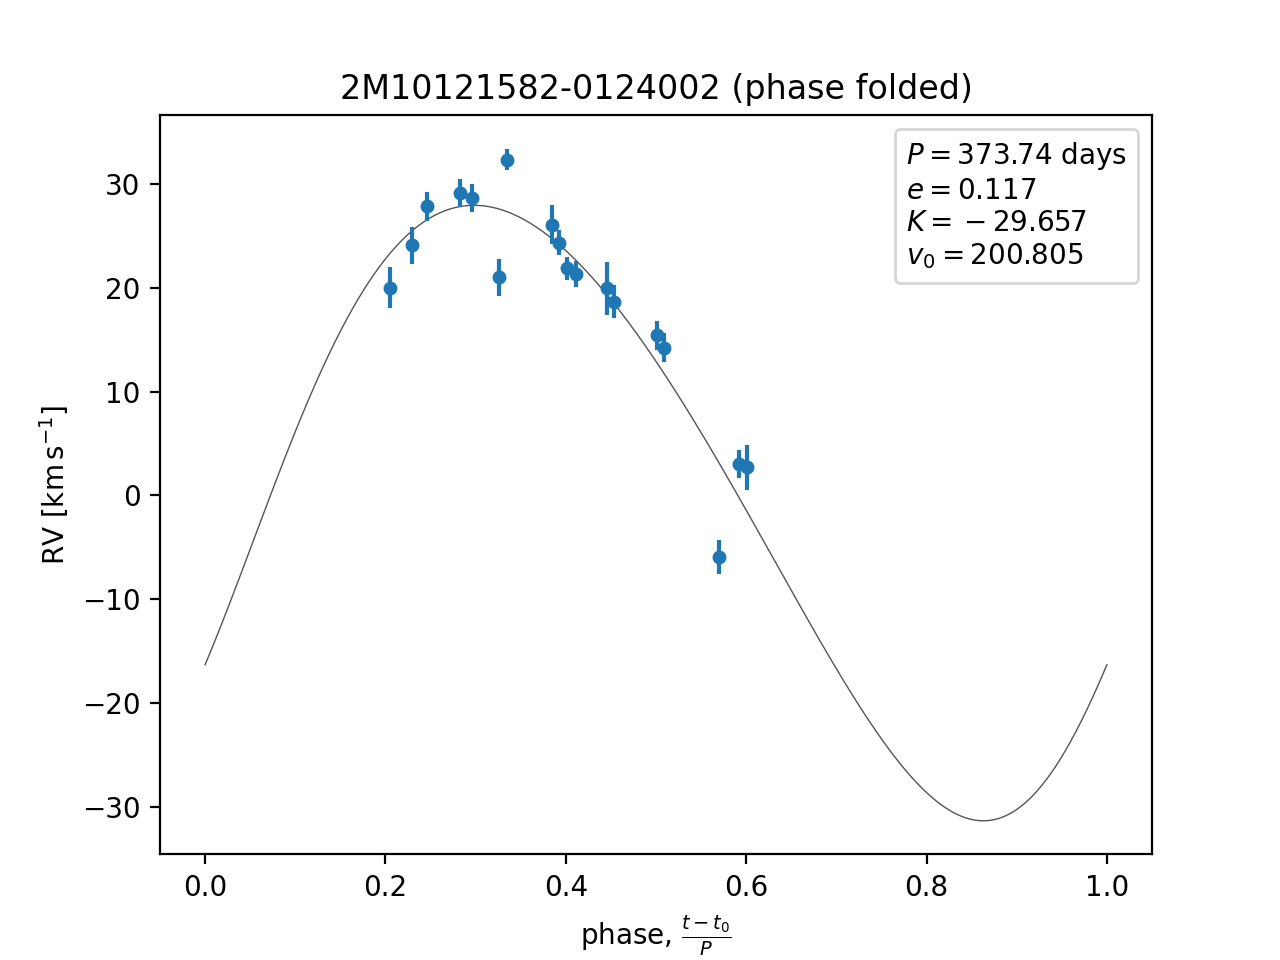 2M10121582-0124002 (phase folded)
P = 373.74 days
e = 0.117
K = −29.657
v₀ = 200.805
RV [km s⁻¹]
30
20
10
0
−10
−20
−30
0.0 0.2 0.4 0.6 0.8 1.0
phase, (t − t₀)/P